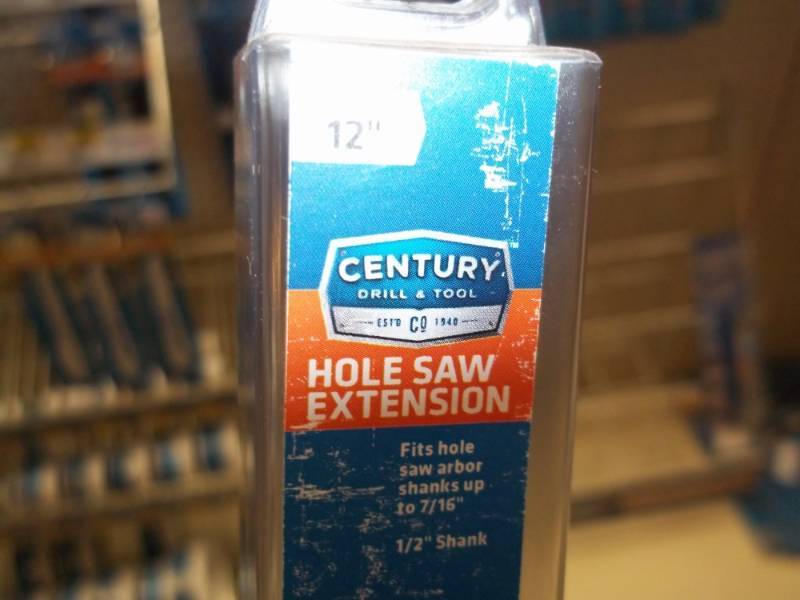 12"
CENTURY
DRILL & TOOL
ESTD CO 1940
HOLE SAW
EXTENSION
Fits hole
saw arbor
shanks up
to 7/16"
1/2" Shank